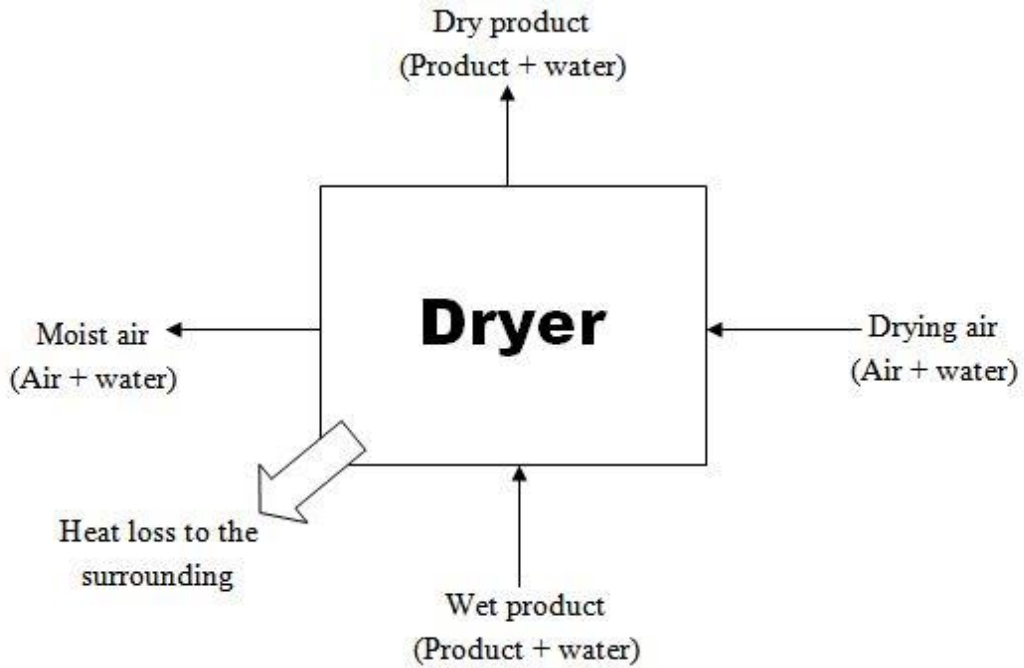 Dry product
(Product + water)
Dryer
Moist air
(Air + water)
Drying air
(Air + water)
Heat loss to the
surrounding
Wet product
(Product + water)